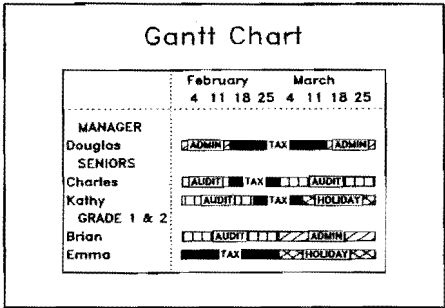 Gantt Chart
February March
4 11 18 25 4 11 18 25
MANAGER
Douglas ADMIN TAX ADMIN
SENIORS
Charles AUDIT TAX AUDIT
Kathy AUDIT TAX HOLIDAY
GRADE 1 & 2
Brian AUDIT ADMIN
Emma TAX HOLIDAY